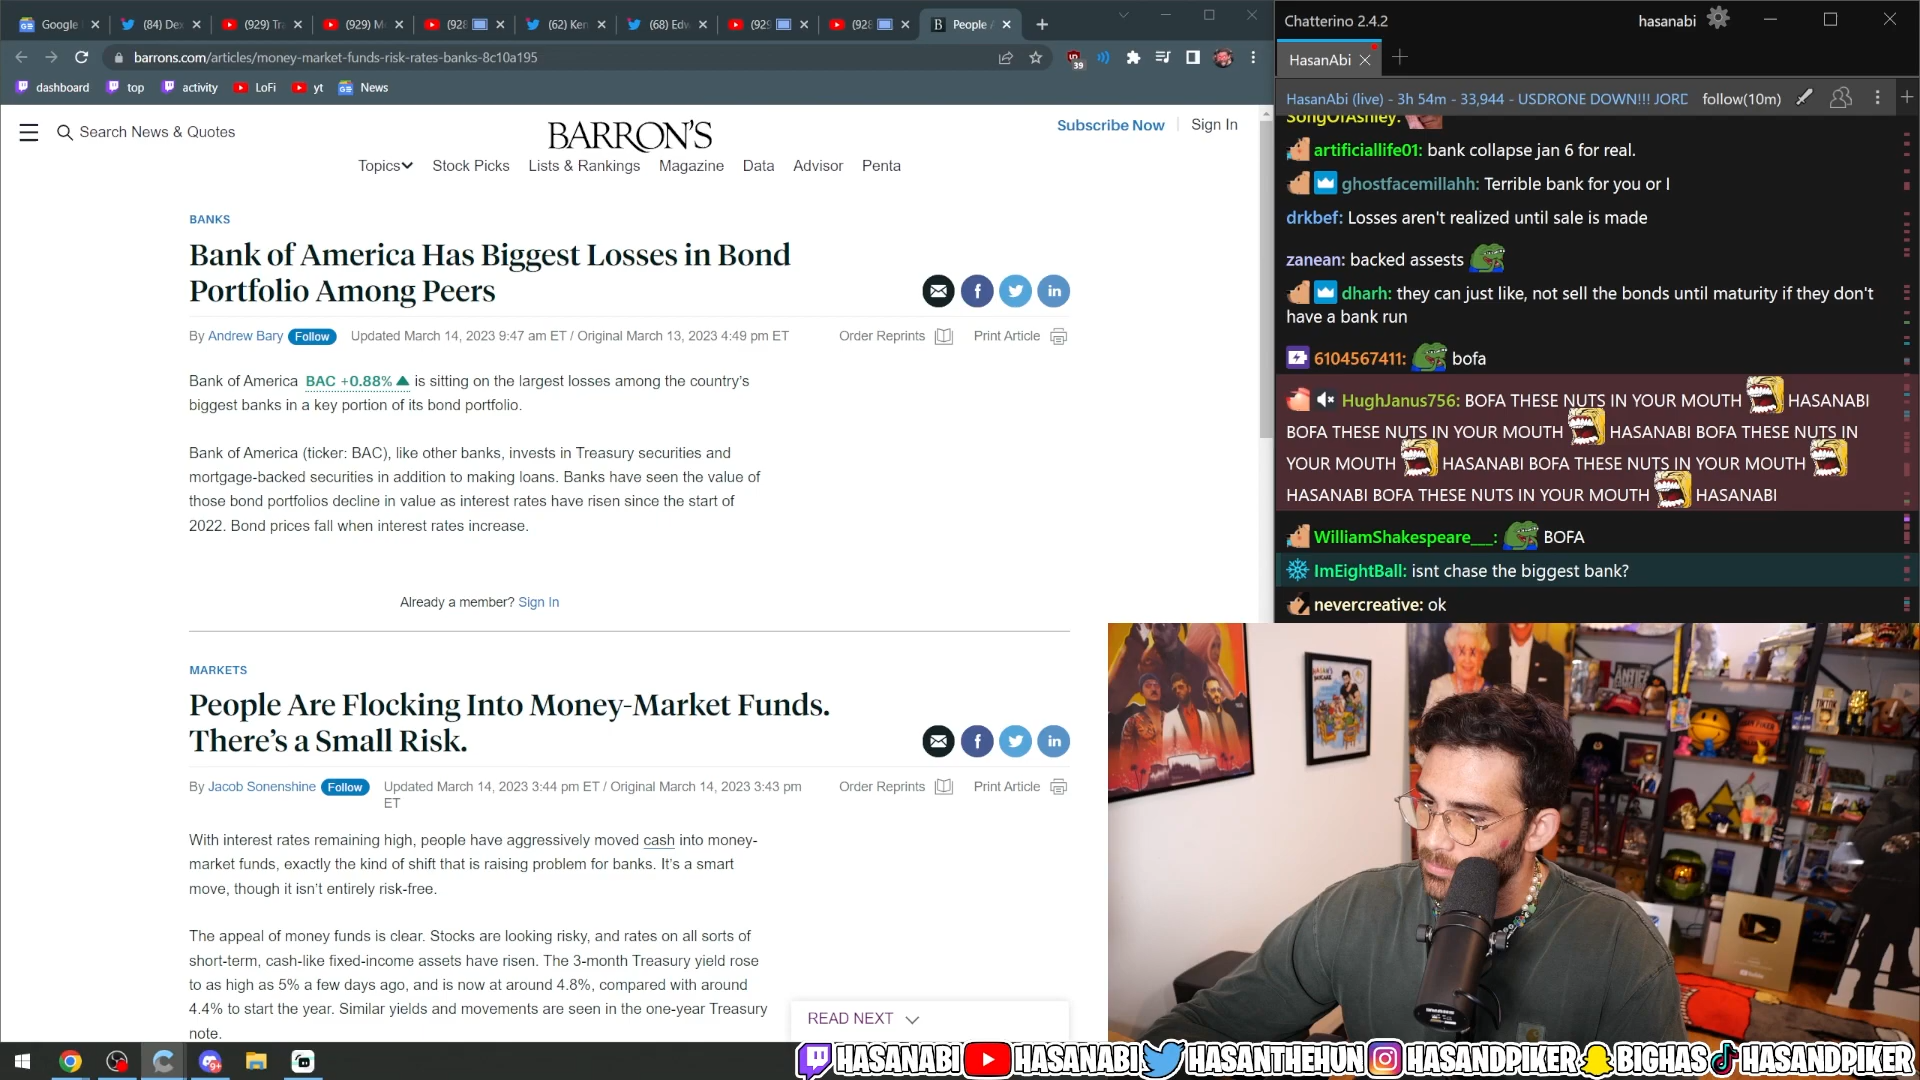 Google
(84) Dex
(929) Tra
(929) M
(928
(62) Ken
(68) Edw
(929
(928
People /
barrons.com/articles/money-market-funds-risk-rates-banks-8c10a195
39
dashboard
top
activity
LoFi
yt
News
Search News & Quotes
BARRON'S
Subscribe Now
Sign In
Topics
Stock Picks
Lists & Rankings
Magazine
Data
Advisor
Penta
BANKS
Bank of America Has Biggest Losses in Bond
Portfolio Among Peers
By Andrew Bary Follow Updated March 14, 2023 9:47 am ET / Original March 13, 2023 4:49 pm ET
Order Reprints
Print Article
Bank of America BAC +0.88% is sitting on the largest losses among the country's
biggest banks in a key portion of its bond portfolio.
Bank of America (ticker: BAC), like other banks, invests in Treasury securities and
mortgage-backed securities in addition to making loans. Banks have seen the value of
those bond portfolios decline in value as interest rates have risen since the start of
2022. Bond prices fall when interest rates increase.
Already a member? Sign In
MARKETS
People Are Flocking Into Money-Market Funds.
There's a Small Risk.
By Jacob Sonenshine Follow Updated March 14, 2023 3:44 pm ET / Original March 14, 2023 3:43 pm
ET
Order Reprints
Print Article
With interest rates remaining high, people have aggressively moved cash into money-
market funds, exactly the kind of shift that is raising problem for banks. It's a smart
move, though it isn't entirely risk-free.
The appeal of money funds is clear. Stocks are looking risky, and rates on all sorts of
short-term, cash-like fixed-income assets have risen. The 3-month Treasury yield rose
to as high as 5% a few days ago, and is now at around 4.8%, compared with around
4.4% to start the year. Similar yields and movements are seen in the one-year Treasury
note.
READ NEXT
Chatterino 2.4.2
hasanabi
HasanAbi
HasanAbi (live) - 3h 54m - 33,944 - USDRONE DOWN!!! JORD
follow(10m)
SongOfAshley:
artificiallife01: bank collapse jan 6 for real.
ghostfacemillahh: Terrible bank for you or I
drkbef: Losses aren't realized until sale is made
zanean: backed assests
dharh: they can just like, not sell the bonds until maturity if they don't
have a bank run
6104567411: bofa
HughJanus756: BOFA THESE NUTS IN YOUR MOUTH HASANABI
BOFA THESE NUTS IN YOUR MOUTH HASANABI BOFA THESE NUTS IN
YOUR MOUTH HASANABI BOFA THESE NUTS IN YOUR MOUTH
HASANABI BOFA THESE NUTS IN YOUR MOUTH HASANABI
WilliamShakespeare___: BOFA
ImEightBall: isnt chase the biggest bank?
nevercreative: ok
HASANABI HASANABI HASANTHEHUN HASANDPIKER BIGHAS HASANDPIKER